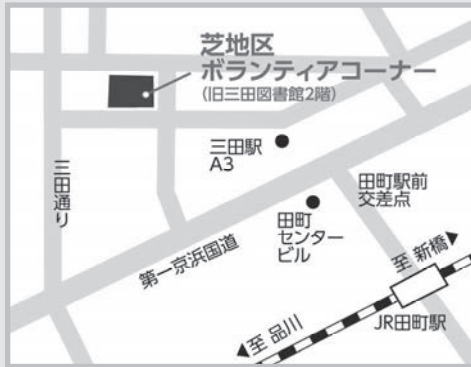 芝地区
ボランティアコーナー
(旧三田図書館2階)
三田駅
A3
三田通り
田町駅前
交差点
田町
センター
ビル
第一京浜国道
至 新橋
至 品川
JR田町駅